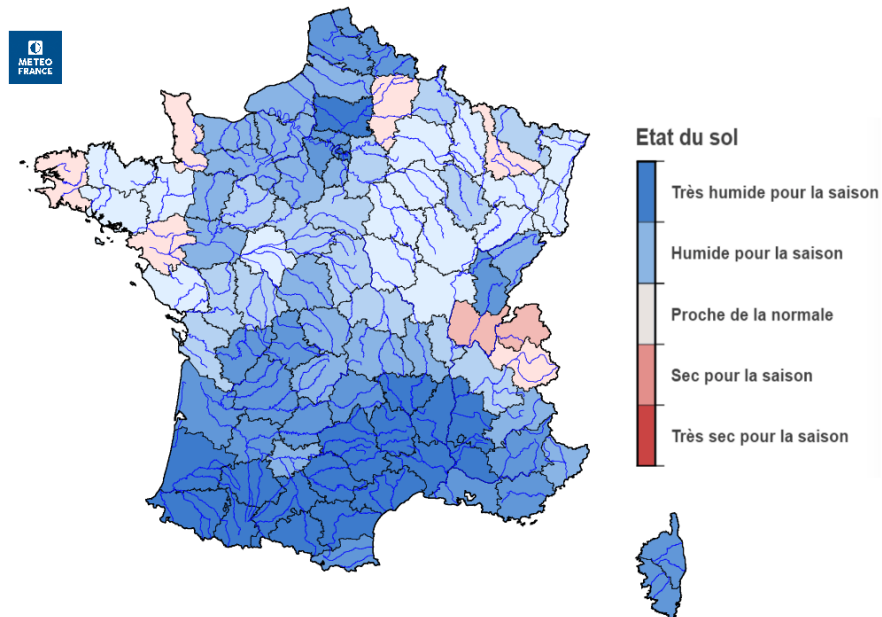 METEO
FRANCE
Etat du sol
Très humide pour la saison
Humide pour la saison
Proche de la normale
Sec pour la saison
Très sec pour la saison